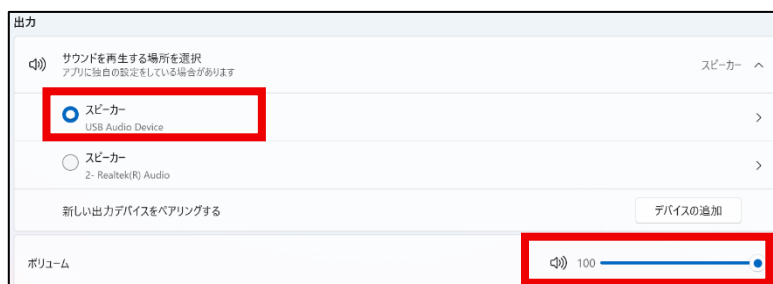 出力
サウンドを再生する場所を選択
アプリに独自の設定をしている場合があります
スピーカー
スピーカー
USB Audio Device
スピーカー
2- Realtek(R) Audio
新しい出力デバイスをペアリングする
デバイスの追加
ボリューム
100